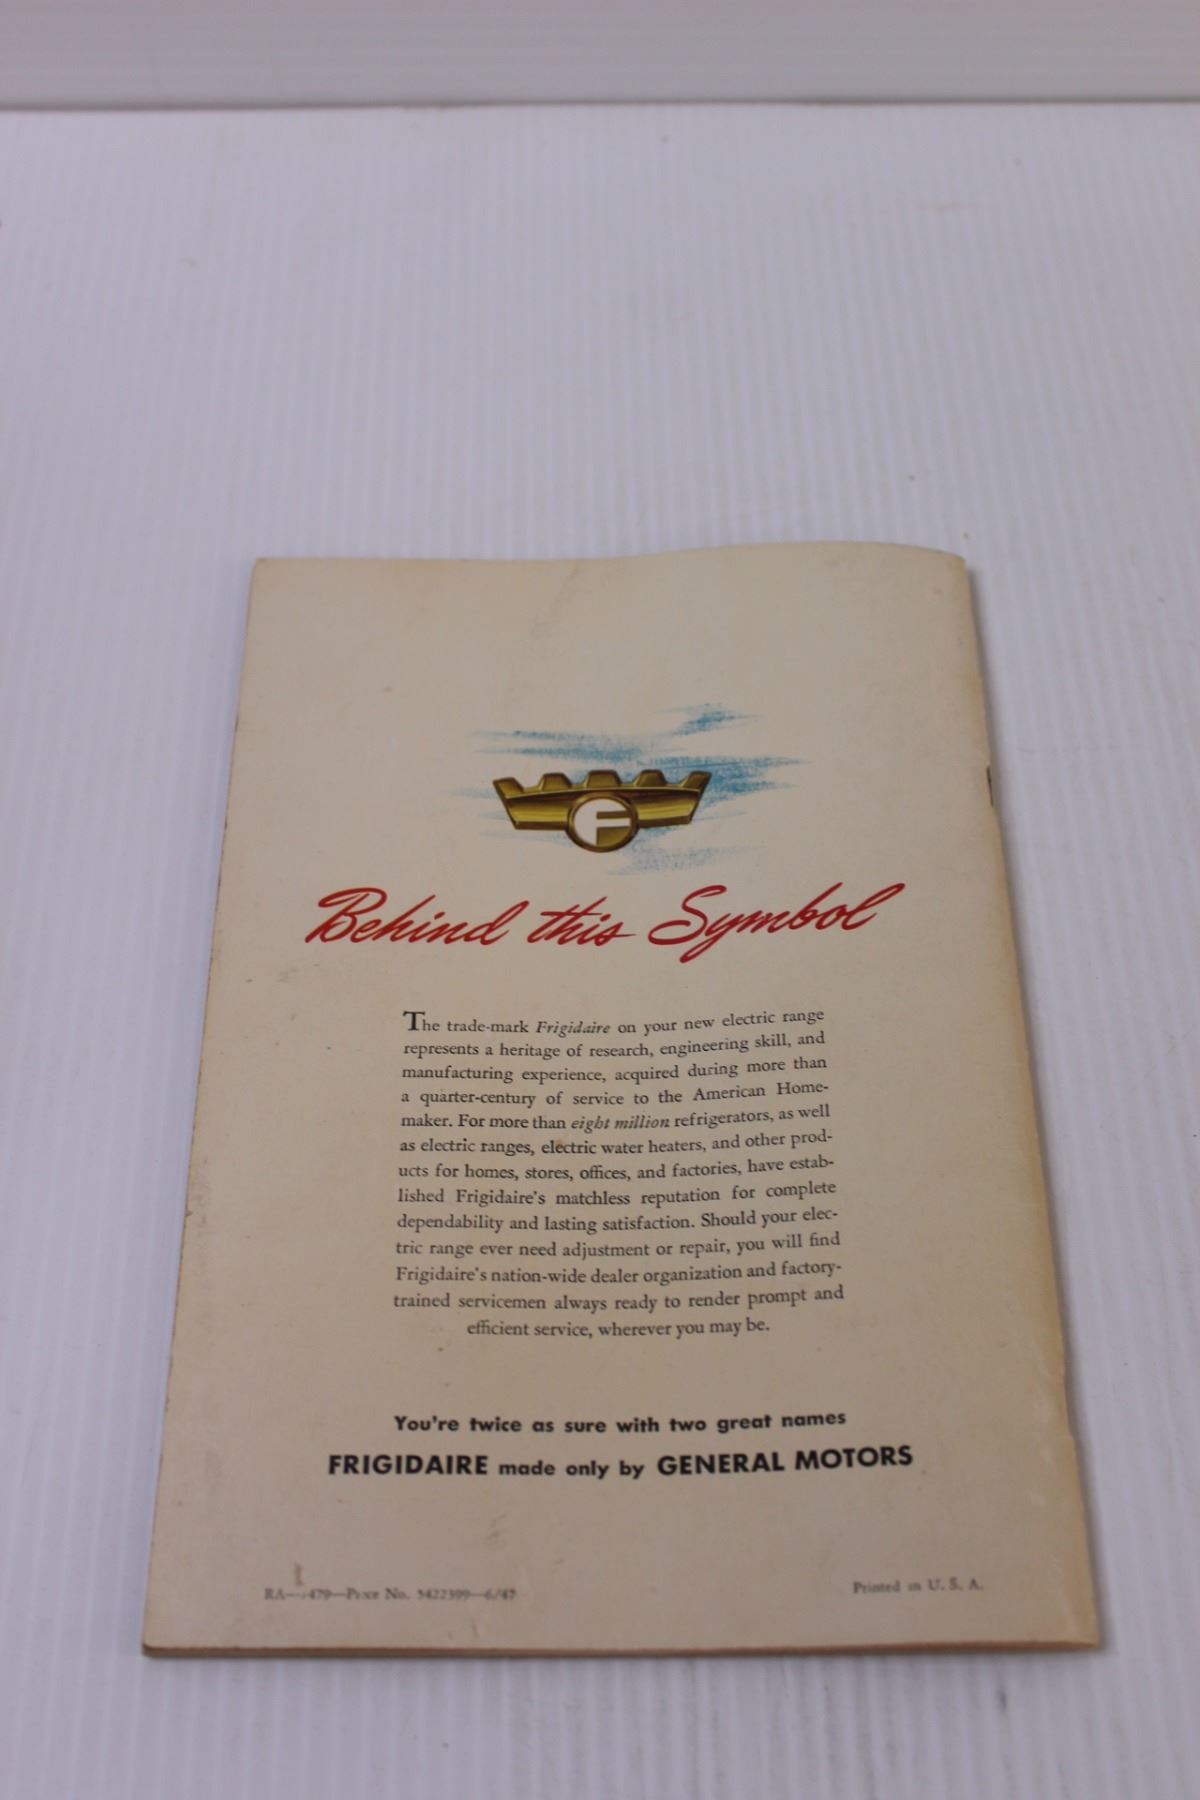 F
Behind this Symbol
The trade-mark Frigidaire on your new electric range
represents a heritage of research, engineering skill, and
manufacturing experience, acquired during more than
a quarter-century of service to the American Home-
maker. For more than eight million refrigerators, as well
as electric ranges, electric water heaters, and other prod-
ucts for homes, stores, offices, and factories, have estab-
lished Frigidaire's matchless reputation for complete
dependability and lasting satisfaction. Should your elec-
tric range ever need adjustment or repair, you will find
Frigidaire's nation-wide dealer organization and factory-
trained servicemen always ready to render prompt and
efficient service, wherever you may be.
You're twice as sure with two great names
FRIGIDAIRE made only by GENERAL MOTORS
No. 5422399—6/47
Printed in U. S. A.